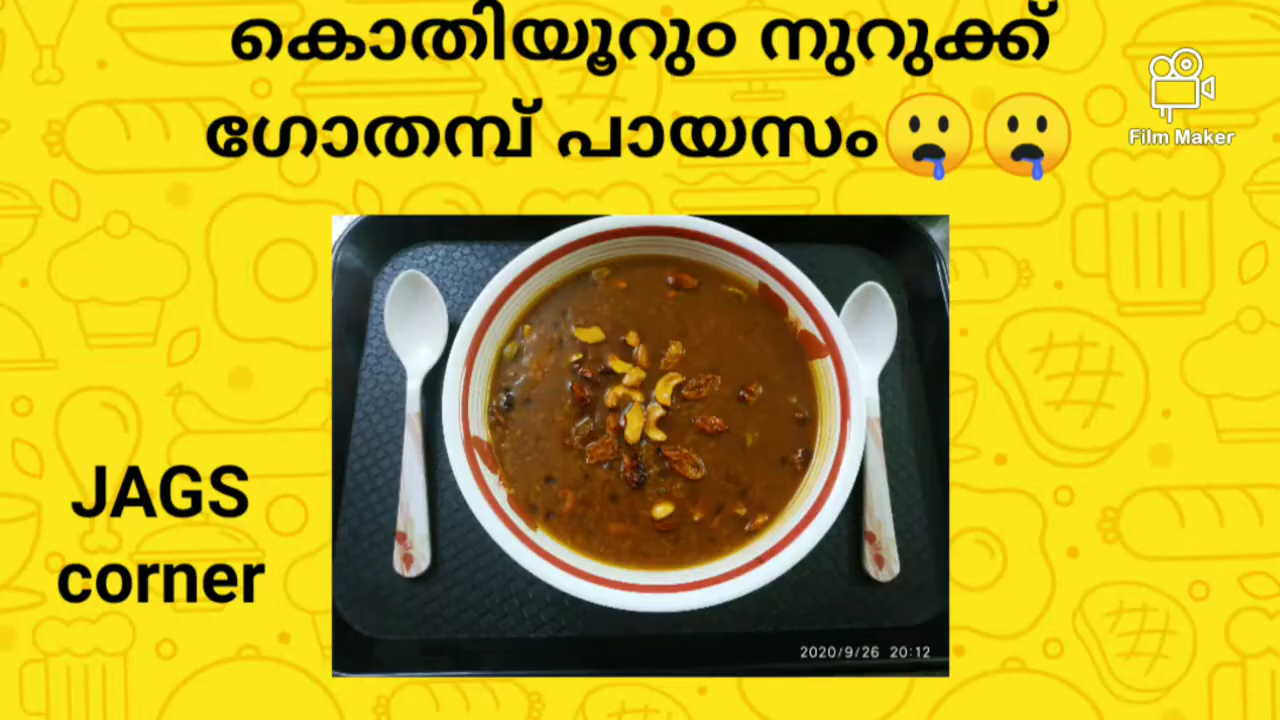 കൊതിയൂറും നുറുക്ക്
ഗോതമ്പ് പായസം🤤🤤
Film Maker
JAGS
corner
2020/9/26 20:12